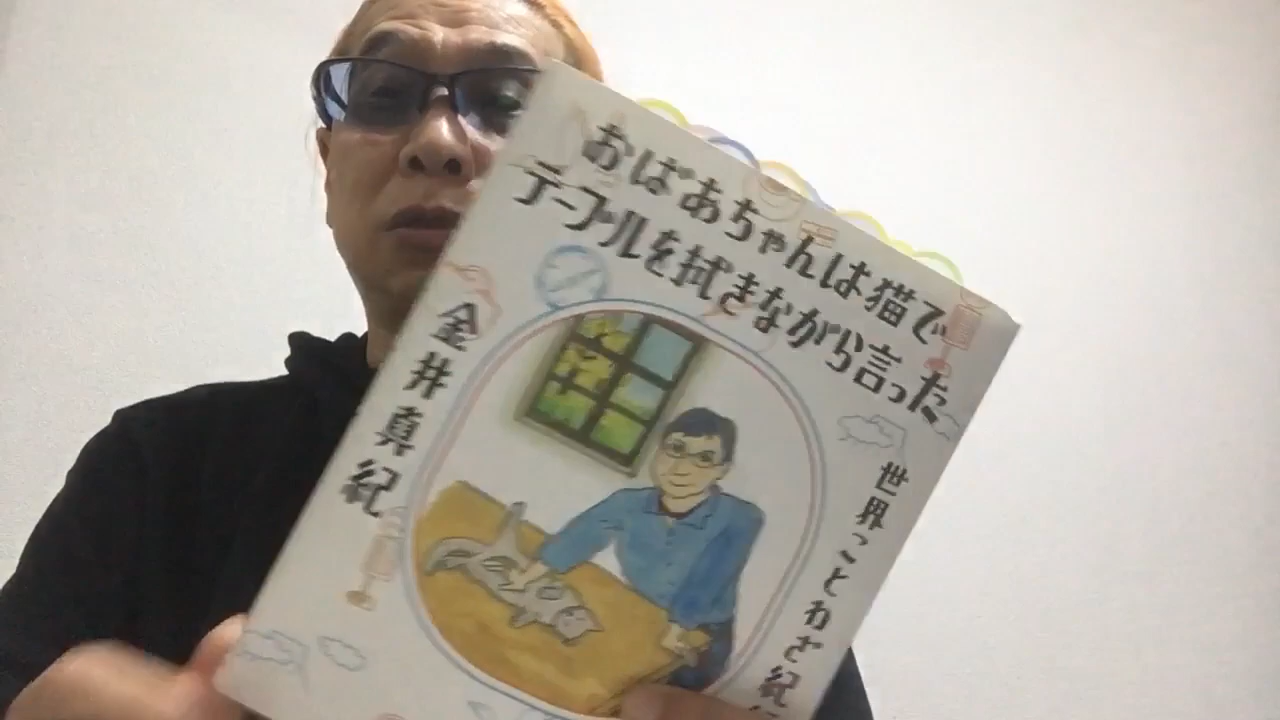 おばあちゃんは猫で
テーブルを拭きながら言った
世界ことわざ紀
金井真紀